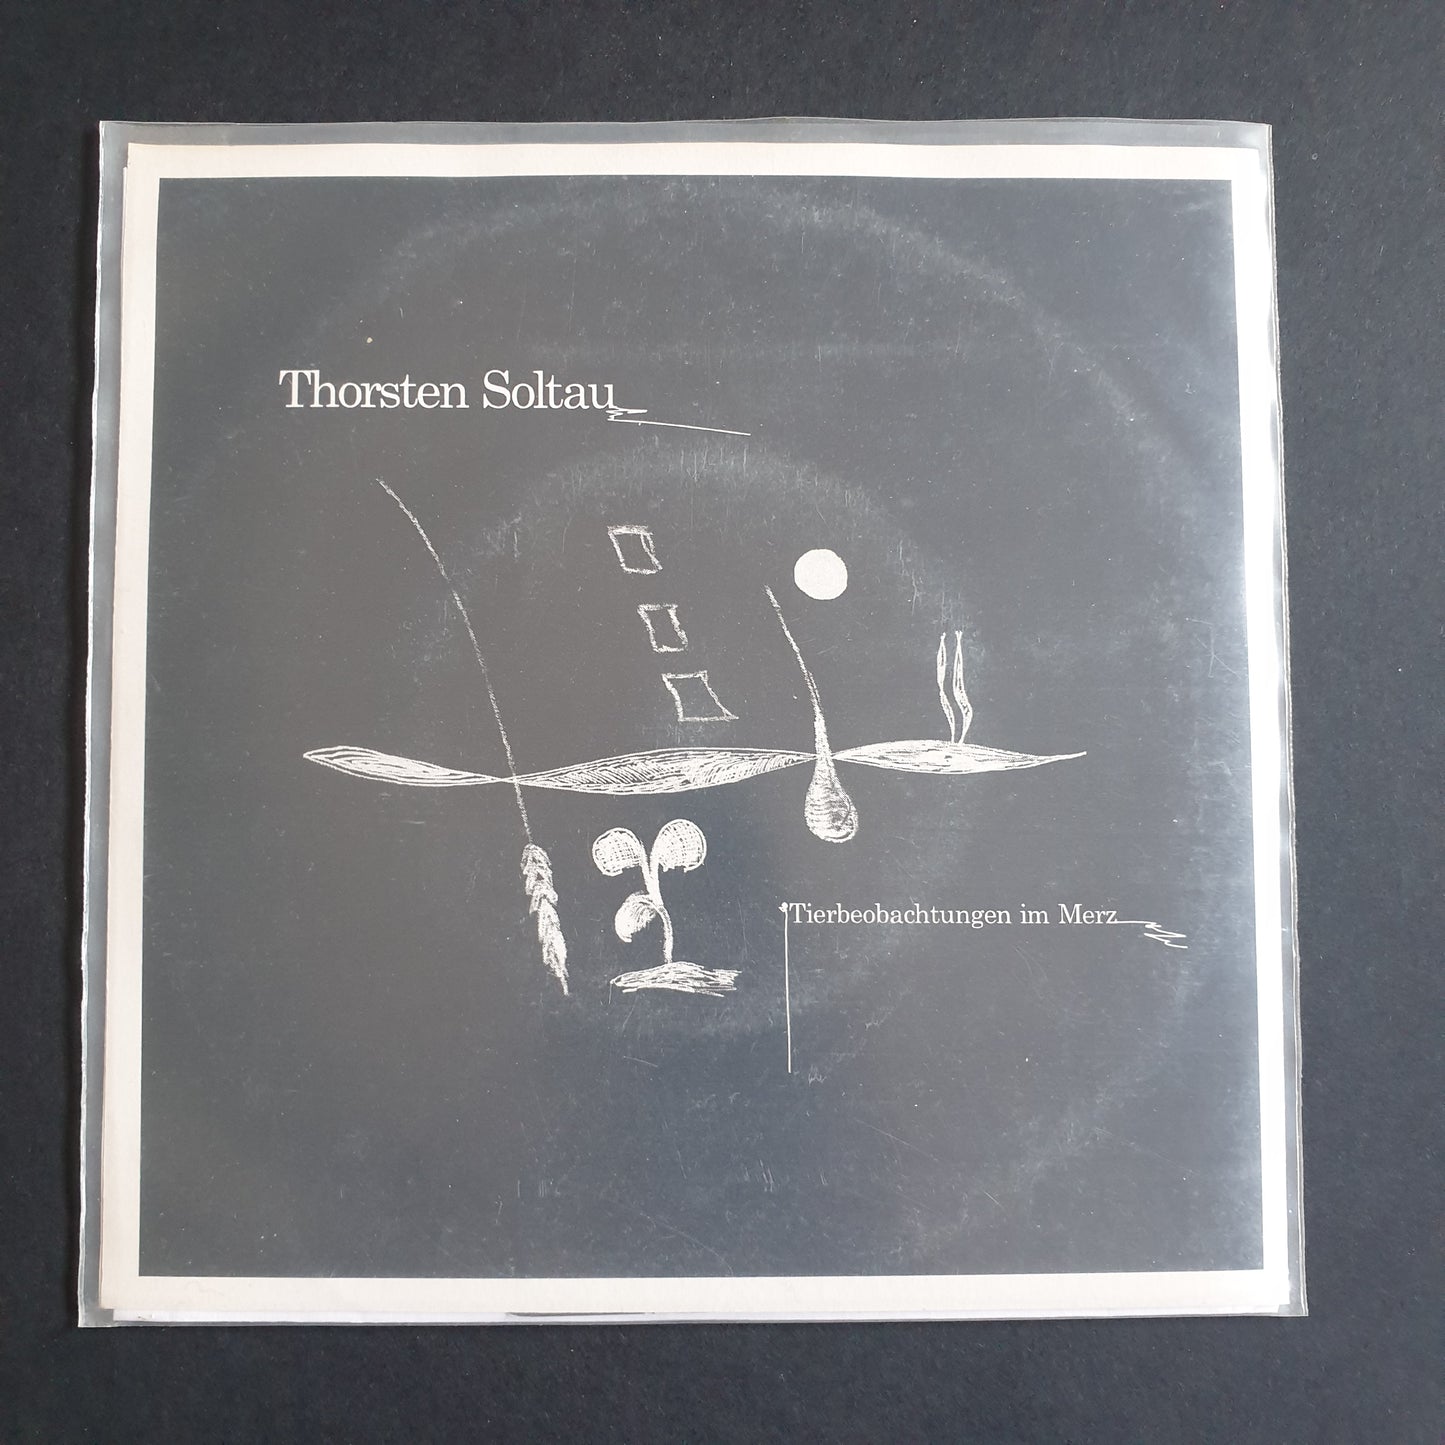 Thorsten Soltau
Tierbeobachtungen im Merz